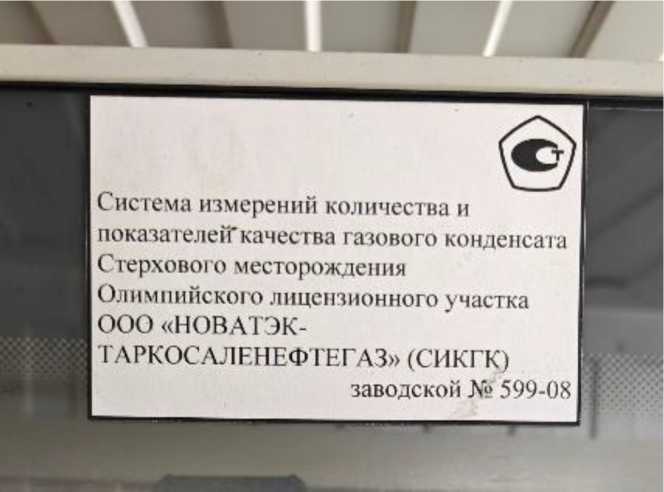 Ст
Система измерений количества и
показателей качества газового конденсата
Стерхового месторождения
Олимпийского лицензионного участка
ООО «НОВАТЭК-
ТАРКОСАЛЕНЕФТЕГАЗ» (СИКГК)
заводской № 599-08